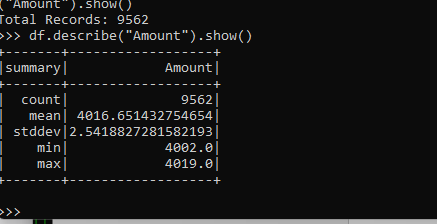 ("Amount").show()
Total Records: 9562
>>> df.describe("Amount").show()
+-------+------------------+
|summary|            Amount|
+-------+------------------+
|  count|              9562|
|   mean| 4016.651432754654|
| stddev|2.5418827281582193|
|    min|            4002.0|
|    max|            4019.0|
+-------+------------------+
>>>